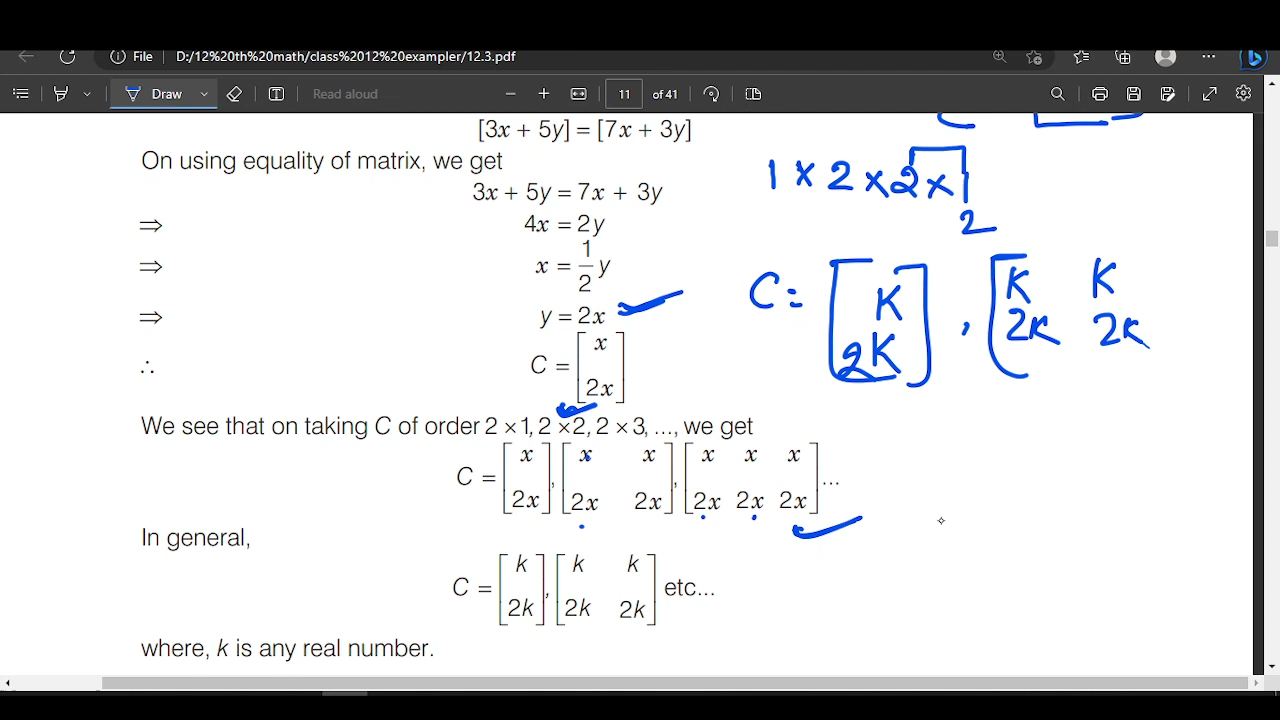 File D:/12%20th%20math/class%2012%20exampler/12.3.pdf
Draw Read aloud 11 of 41
[3x + 5y] = [7x + 3y]
On using equality of matrix, we get
3x + 5y = 7x + 3y
⇒ 4x = 2y
⇒ x = 1/2 y
⇒ y = 2x
∴ C = [x
2x]
We see that on taking C of order 2 ×1, 2 ×2, 2 ×3, ..., we get
C = [x
2x], [x x
2x 2x], [x x x
2x 2x 2x] ...
In general,
C = [k
2k], [k k
2k 2k] etc...
where, k is any real number.
1 × 2 × 2 × 1
2
C = [K
2K], [K K
2K 2K